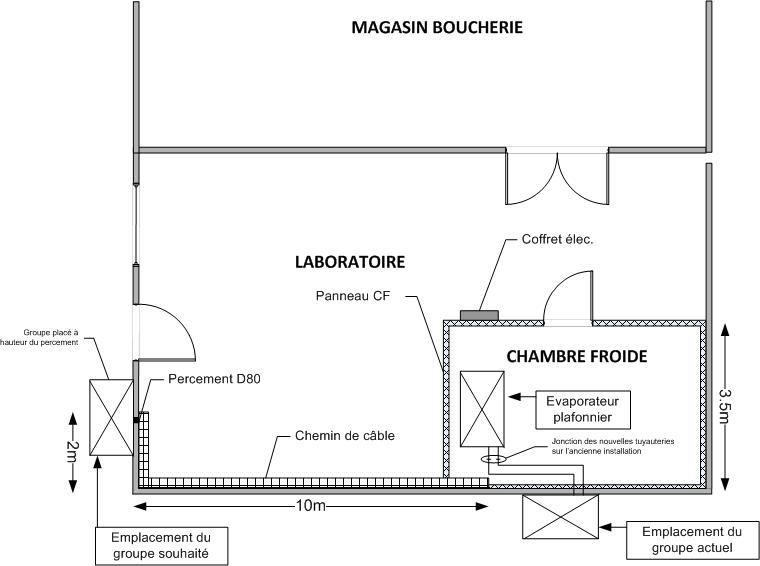 MAGASIN BOUCHERIE
Coffret élec.
LABORATOIRE
Panneau CF
Groupe placé à
hauteur du percement
CHAMBRE FROIDE
Percement D80
Evaporateur
plafonnier
3.5m
Chemin de câble
Jonction des nouvelles tuyauteries
sur l'ancienne installation
2m
10m
Emplacement du
groupe souhaité
Emplacement du
groupe actuel